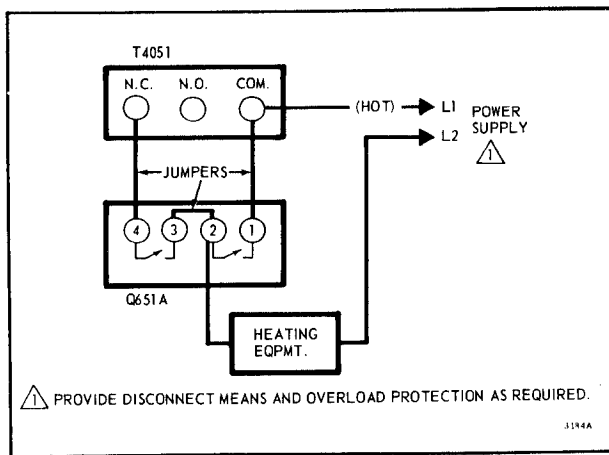 T4051
N.C. N.O. COM.
(HOT) L1
L2
POWER
SUPPLY
1
JUMPERS
4 3 2 1
Q651A
HEATING
EQPMT.
1 PROVIDE DISCONNECT MEANS AND OVERLOAD PROTECTION AS REQUIRED.
3184A